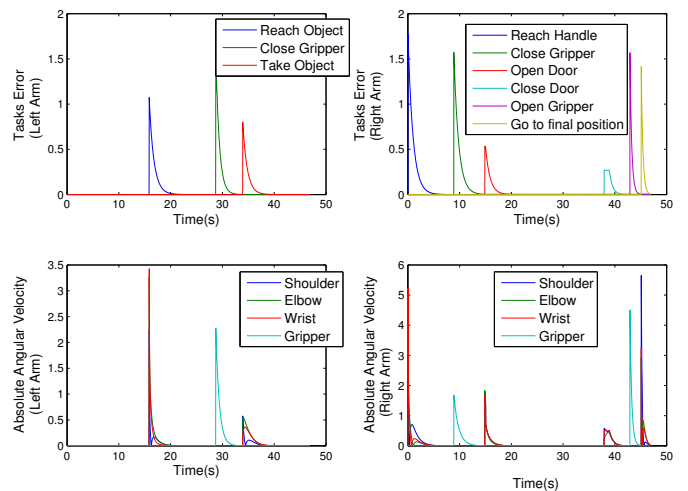 Tasks Error
(Left Arm)
2
1.5
1
0.5
0
0
10
20
30
40
50
Time(s)
Reach Object
Close Gripper
Take Object
Tasks Error
(Right Arm)
2
1.5
1
0.5
0
0
10
20
30
40
50
Time(s)
Reach Handle
Close Gripper
Open Door
Close Door
Open Gripper
Go to final position
Absolute Angular Velocity
(Left Arm)
3.5
3
2.5
2
1.5
1
0.5
0
0
10
20
30
40
50
Time(s)
Shoulder
Elbow
Wrist
Gripper
Absolute Angular Velocity
(Right Arm)
6
5
4
3
2
1
0
0
10
20
30
40
50
Time(s)
Shoulder
Elbow
Wrist
Gripper